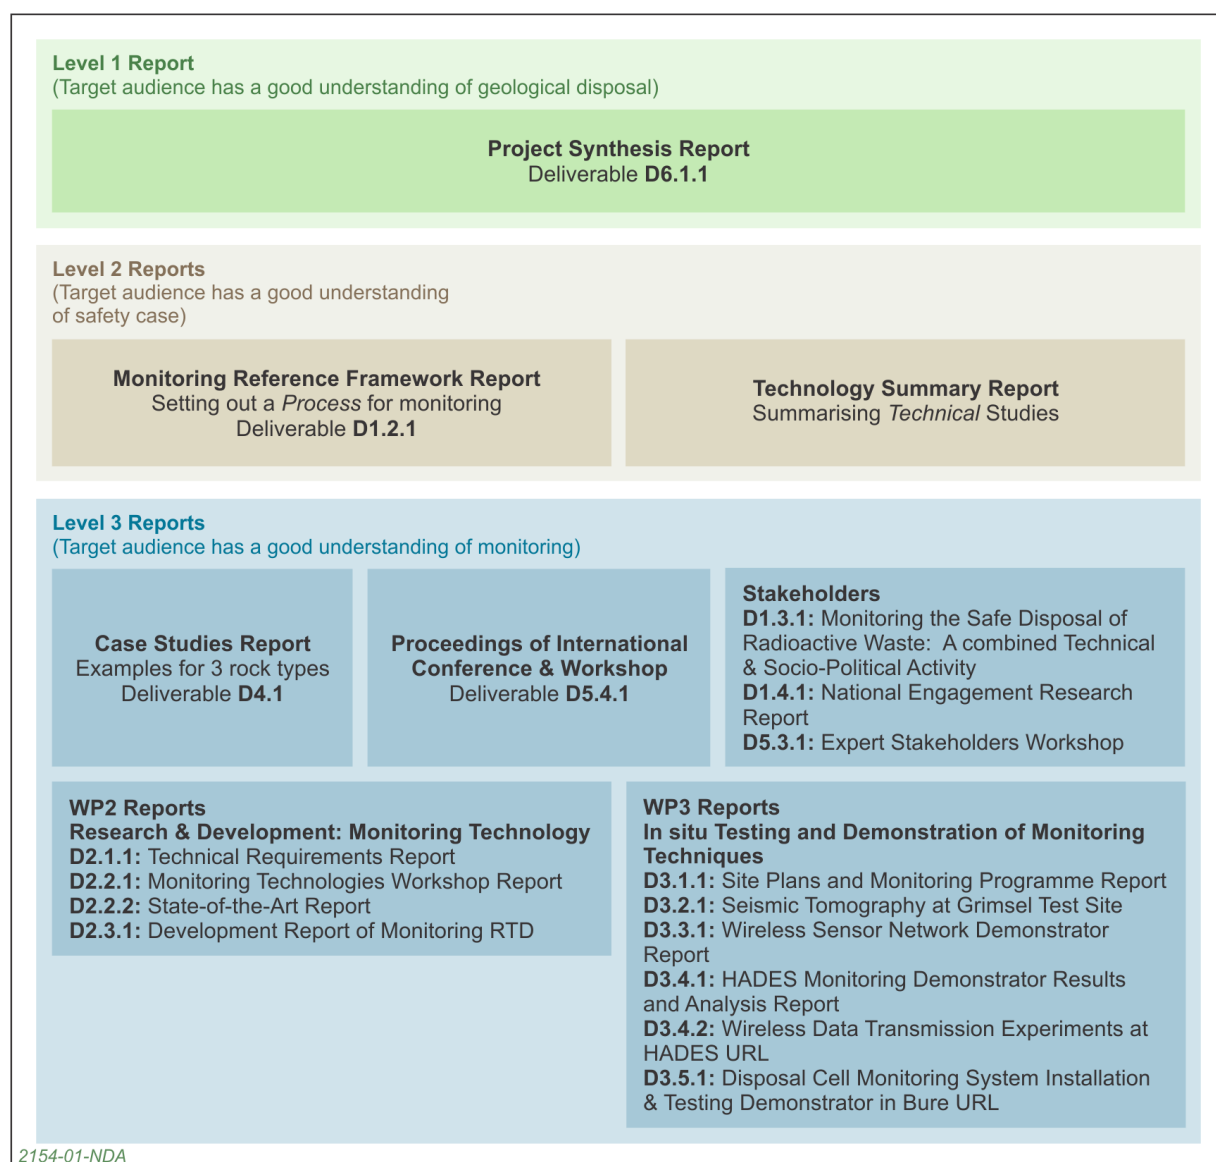 Level 1 Report
(Target audience has a good understanding of geological disposal)
Project Synthesis Report
Deliverable D6.1.1
Level 2 Reports
(Target audience has a good understanding
of safety case)
Monitoring Reference Framework Report
Setting out a Process for monitoring
Deliverable D1.2.1
Technology Summary Report
Summarising Technical Studies
Level 3 Reports
(Target audience has a good understanding of monitoring)
Case Studies Report
Examples for 3 rock types
Deliverable D4.1
Proceedings of International
Conference & Workshop
Deliverable D5.4.1
Stakeholders
D1.3.1: Monitoring the Safe Disposal of
Radioactive Waste:  A combined Technical
& Socio-Political Activity
D1.4.1: National Engagement Research
Report
D5.3.1: Expert Stakeholders Workshop
WP2 Reports
Research & Development: Monitoring Technology
D2.1.1: Technical Requirements Report
D2.2.1: Monitoring Technologies Workshop Report
D2.2.2: State-of-the-Art Report
D2.3.1: Development Report of Monitoring RTD
WP3 Reports
In situ Testing and Demonstration of Monitoring
Techniques
D3.1.1: Site Plans and Monitoring Programme Report
D3.2.1: Seismic Tomography at Grimsel Test Site
D3.3.1: Wireless Sensor Network Demonstrator
Report
D3.4.1: HADES Monitoring Demonstrator Results
and Analysis Report
D3.4.2: Wireless Data Transmission Experiments at
HADES URL
D3.5.1: Disposal Cell Monitoring System Installation
& Testing Demonstrator in Bure URL
2154-01-NDA